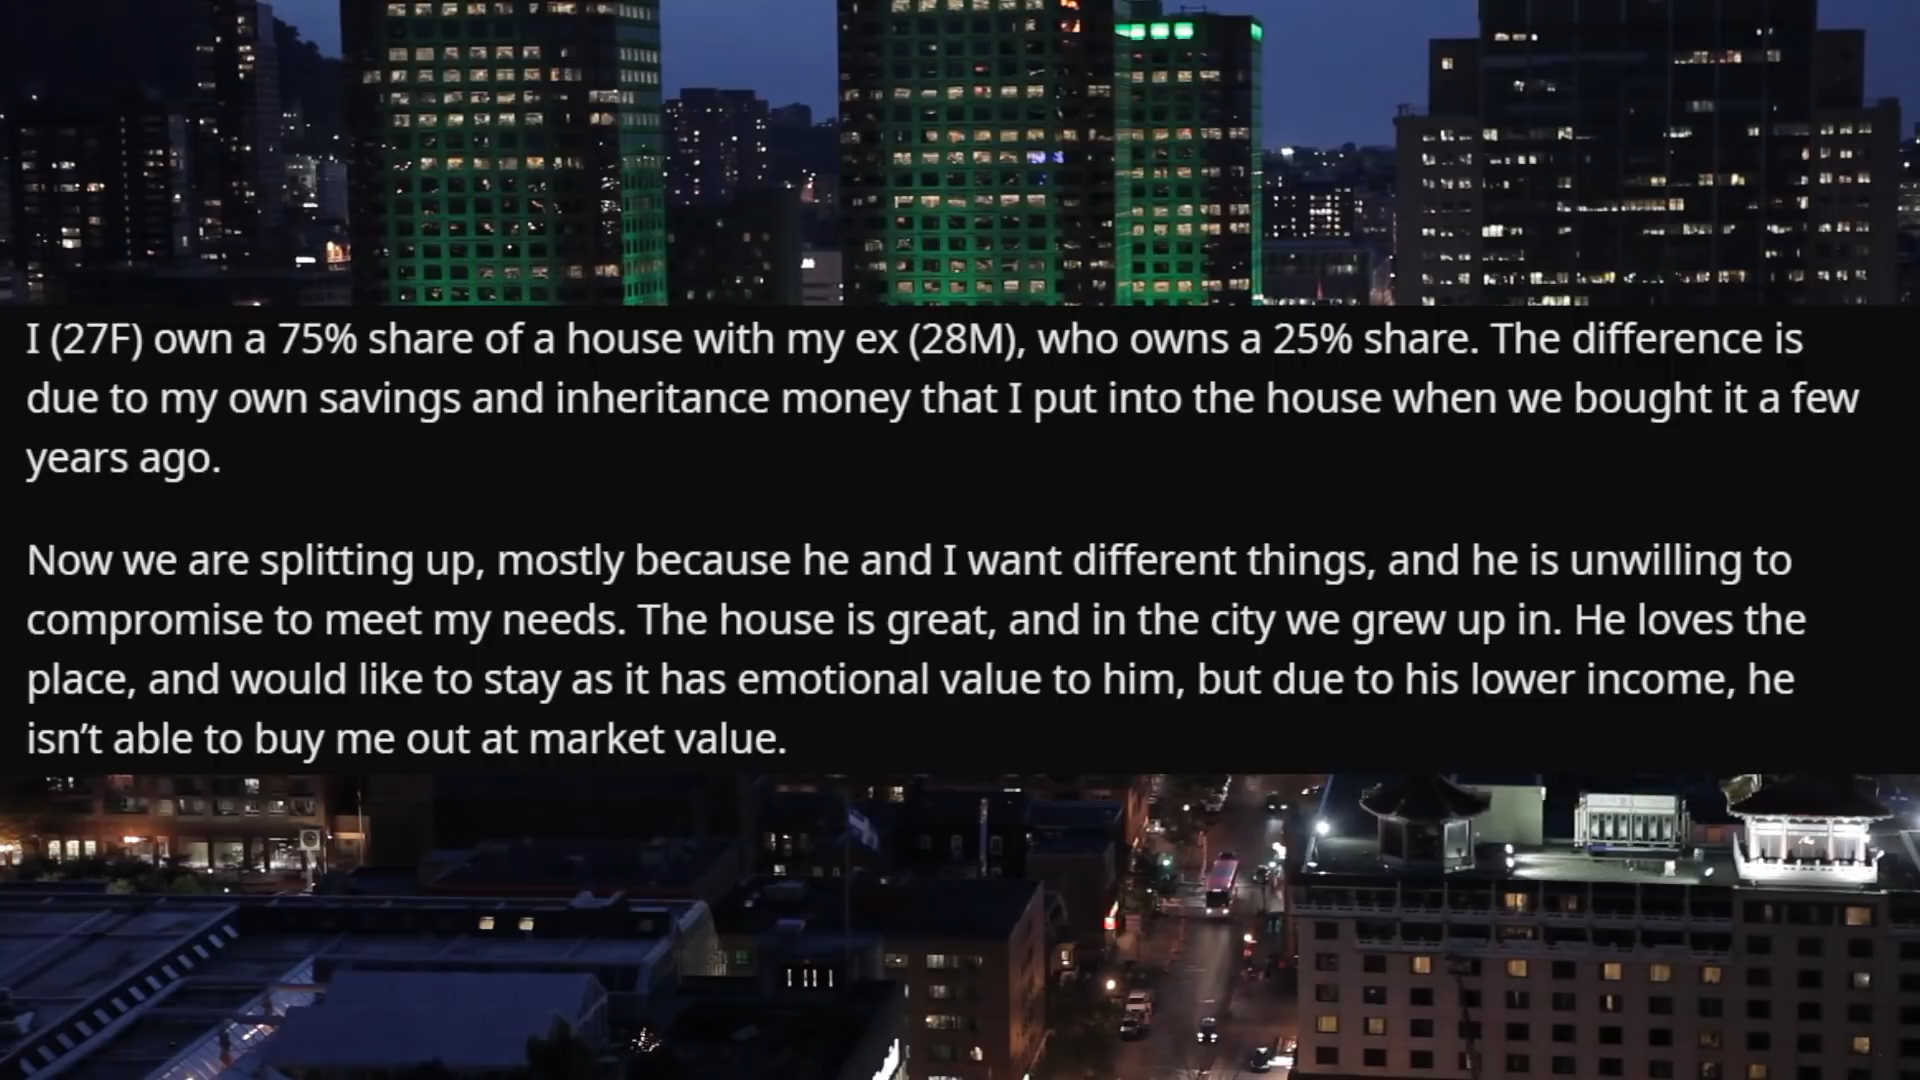 I (27F) own a 75% share of a house with my ex (28M), who owns a 25% share. The difference is
due to my own savings and inheritance money that I put into the house when we bought it a few
years ago.
Now we are splitting up, mostly because he and I want different things, and he is unwilling to
compromise to meet my needs. The house is great, and in the city we grew up in. He loves the
place, and would like to stay as it has emotional value to him, but due to his lower income, he
isn’t able to buy me out at market value.